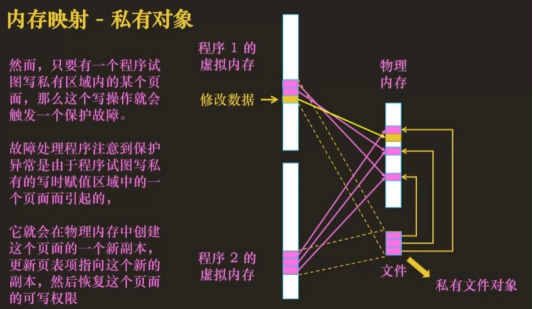 内存映射 - 私有对象
然而，只要有一个程序试
图写私有区域内的某个页
面，那么这个写操作就会
触发一个保护故障。
故障处理程序注意到保护
异常是由于程序试图写私
有的写时赋值区域中的一
个页面而引起的，
它就会在物理内存中创建
这个页面的一个新副本，
更新页表项指向这个新的
副本，然后恢复这个页面
的可写权限
程序 1 的
虚拟内存
修改数据
程序 2 的
虚拟内存
物理
内存
文件
私有文件对象